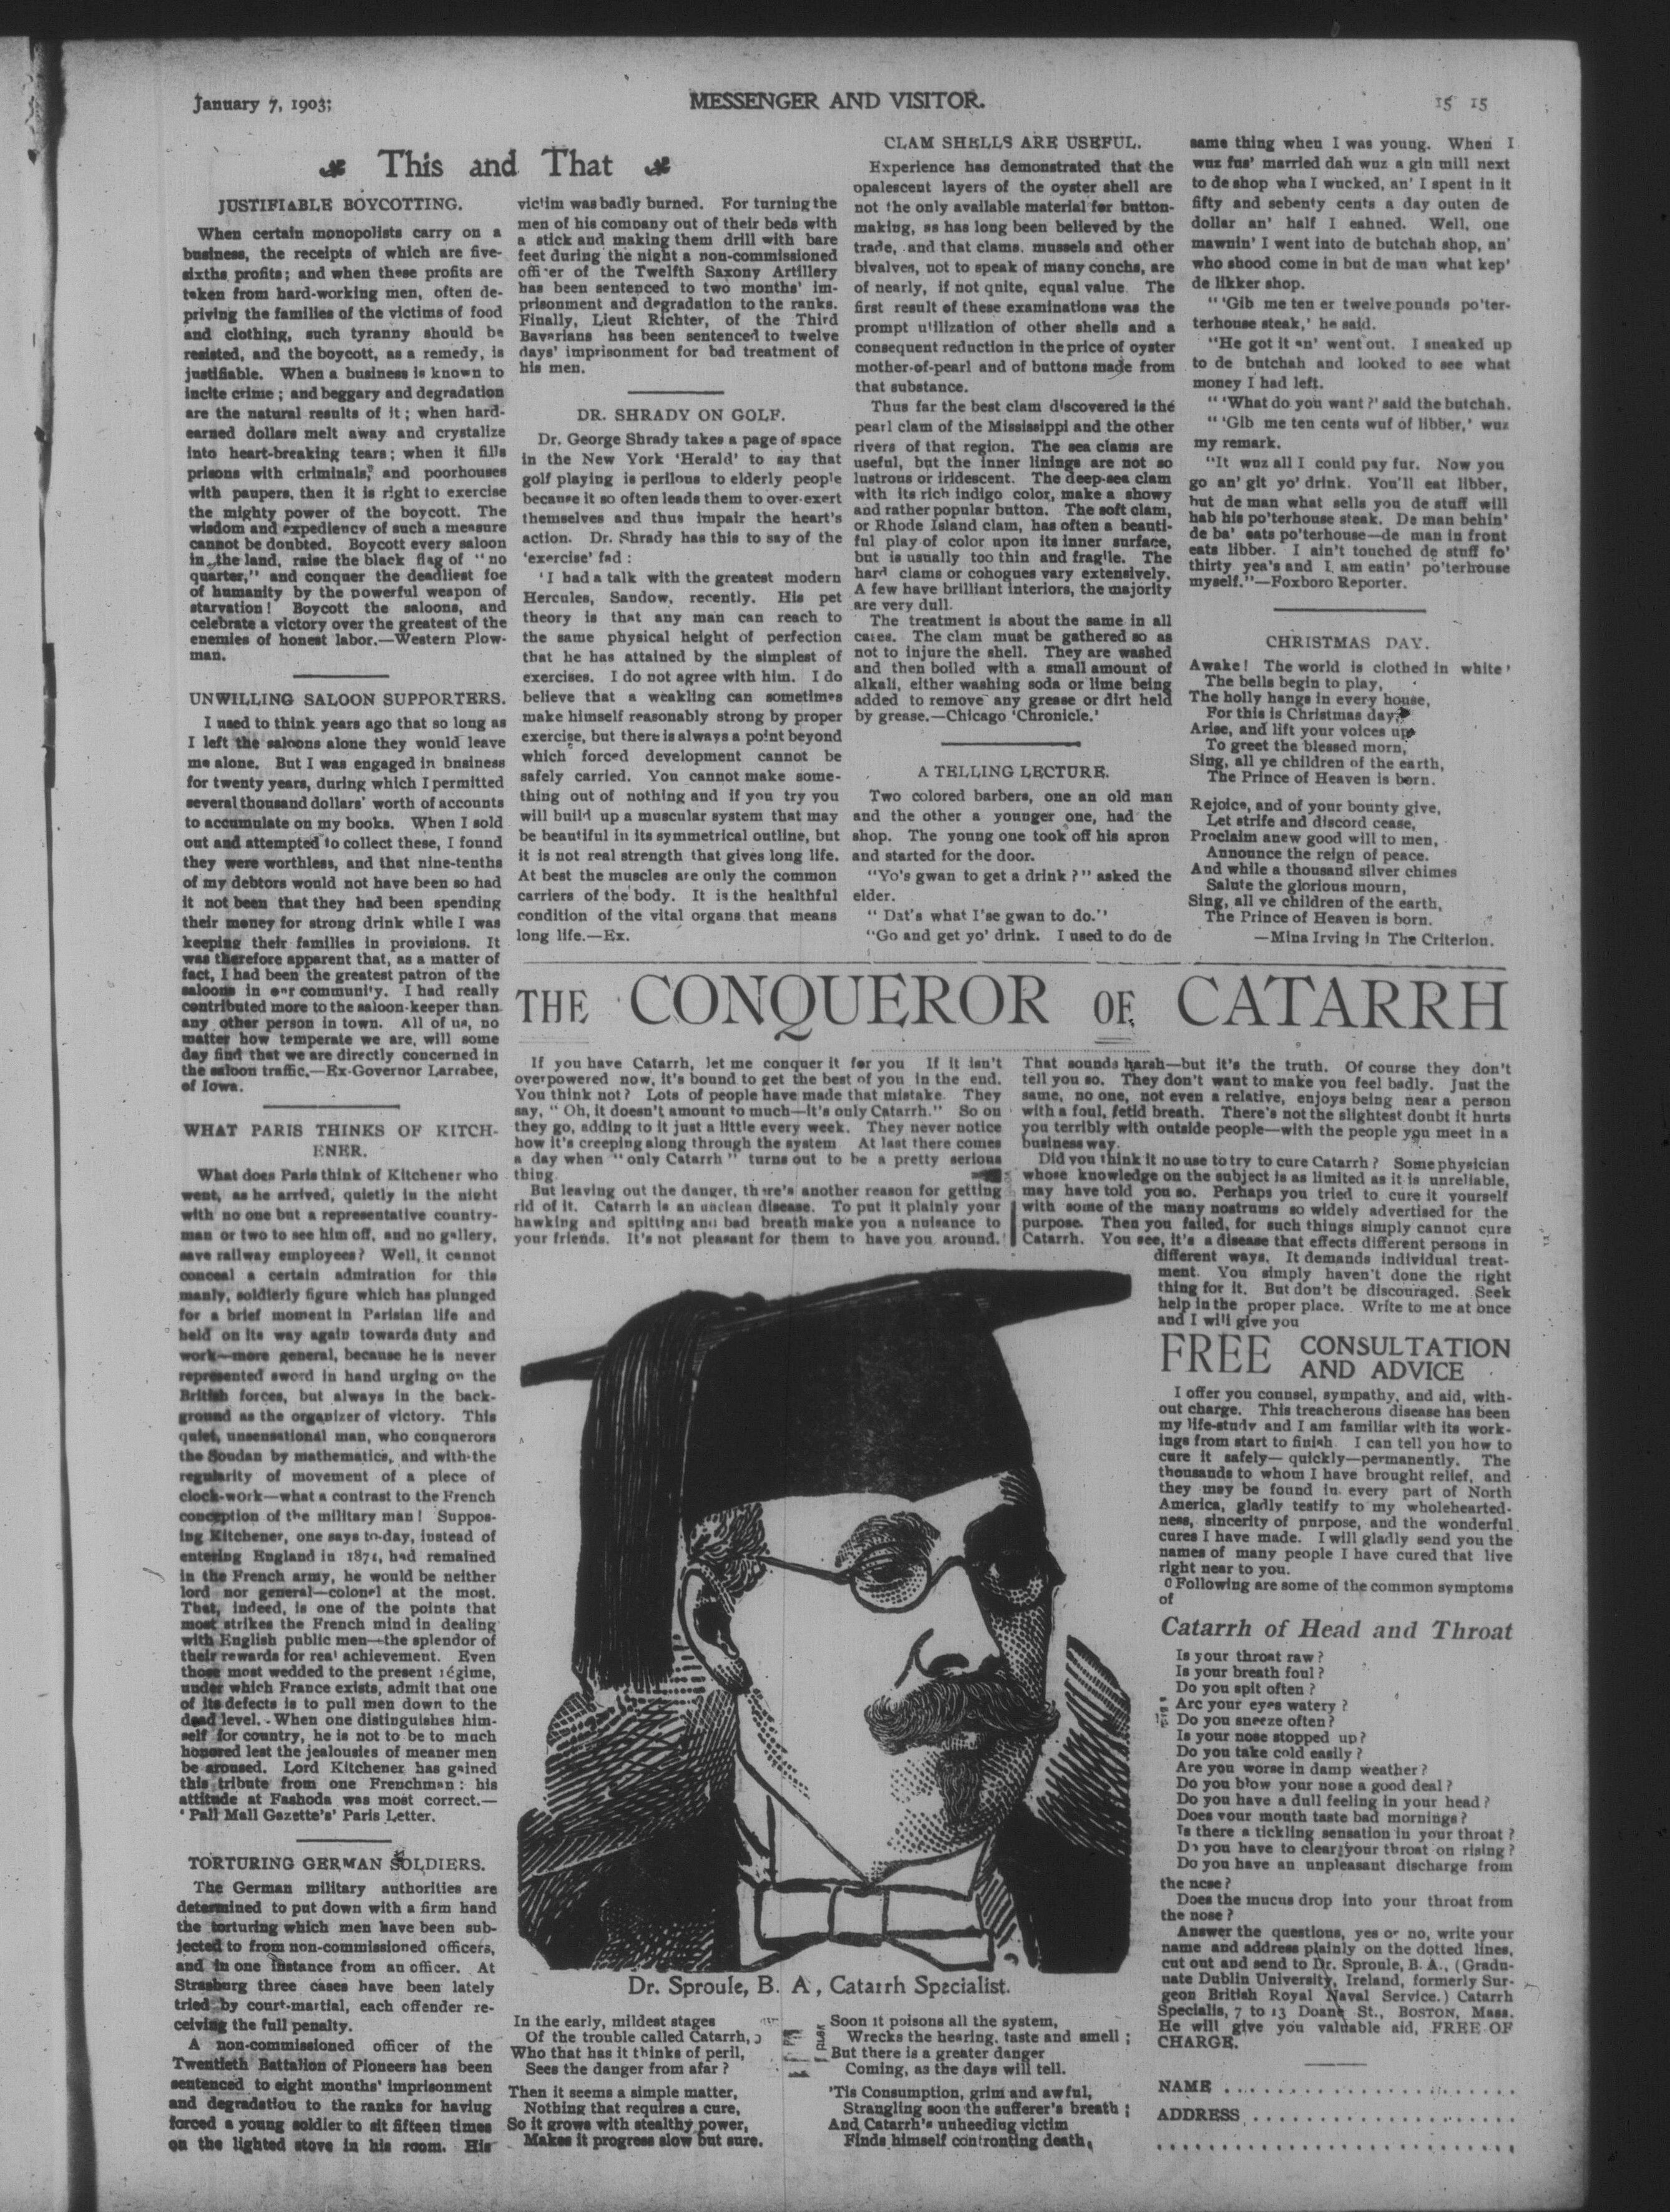 January 7, 1903;
MESSENGER AND VISITOR.
15 15
This and That
JUSTIFIABLE BOYCOTTING.
When certain monopolists carry on a
business, the receipts of which are five-
sixths profits; and when these profits are
taken from hard-working men, often de-
priving the families of the victims of food
and clothing, such tyranny should be
resisted, and the boycott, as a remedy, is
justifiable. When a business is known to
incite crime; and beggary and degradation
are the natural results of it; when hard-
earned dollars melt away and crystalize
into heart-breaking tears; when it fills
prisons with criminals, and poorhouses
with paupers, then it is right to exercise
the mighty power of the boycott. The
wisdom and expediency of such a measure
cannot be doubted. Boycott every saloon
in the land, raise the black flag of "no
quarter," and conquer the deadliest foe
of humanity by the powerful weapon of
starvation! Boycott the saloons, and
celebrate a victory over the greatest of the
enemies of honest labor.—Western Plow-
man.
UNWILLING SALOON SUPPORTERS.
I used to think years ago that so long as
I left the saloons alone they would leave
me alone. But I was engaged in bnsiness
for twenty years, during which I permitted
several thousand dollars' worth of accounts
to accumulate on my books. When I sold
out and attempted to collect these, I found
they were worthless, and that nine-tenths
of my debtors would not have been so had
it not been that they had been spending
their money for strong drink while I was
keeping their families in provisions. It
was therefore apparent that, as a matter of
fact, I had been the greatest patron of the
saloons in our community. I had really
contributed more to the saloon-keeper than
any other person in town. All of us, no
matter how temperate we are, will some
day find that we are directly concerned in
the saloon traffic.—Ex-Governor Larrabee,
of Iowa.
WHAT PARIS THINKS OF KITCH-
ENER.
What does Paris think of Kitchener who
went, as he arrived, quietly in the night
with no one but a representative country-
man or two to see him off, and no gallery,
save railway employees? Well, it cannot
conceal a certain admiration for this
manly, soldierly figure which has plunged
for a brief moment in Parisian life and
held on its way again towards duty and
work—more general, because he is never
represented sword in hand urging on the
British forces, but always in the back-
ground as the organizer of victory. This
quiet, unsensational man, who conquerors
the Soudan by mathematics, and with the
regularity of movement of a piece of
clock-work—what a contrast to the French
conception of the military man! Suppos-
ing Kitchener, one says to-day, instead of
entering England in 1871, had remained
in the French army, he would be neither
lord nor general—colonel at the most.
That, indeed, is one of the points that
most strikes the French mind in dealing
with English public men—the splendor of
their rewards for real achievement. Even
those most wedded to the present régime,
under which France exists, admit that one
of its defects is to pull men down to the
dead level. When one distinguishes him-
self for country, he is not to be to much
honored lest the jealousies of meaner men
be aroused. Lord Kitchener has gained
this tribute from one Frenchman: his
attitude at Fashoda was most correct.—
'Pall Mall Gazette's' Paris Letter.
TORTURING GERMAN SOLDIERS.
The German military authorities are
determined to put down with a firm hand
the torturing which men have been sub-
jected to from non-commissioned officers,
and in one instance from an officer. At
Strasburg three cases have been lately
tried by court-martial, each offender re-
ceiving the full penalty.
A non-commissioned officer of the
Twentieth Battalion of Pioneers has been
sentenced to eight months' imprisonment
and degradation to the ranks for having
forced a young soldier to sit fifteen times
on the lighted stove in his room. His
victim was badly burned. For turning the
men of his company out of their beds with
a stick and making them drill with bare
feet during the night a non-commissioned
officer of the Twelfth Saxony Artillery
has been sentenced to two months' im-
prisonment and degradation to the ranks.
Finally, Lieut Richter, of the Third
Bavarians has been sentenced to twelve
days' imprisonment for bad treatment of
his men.
DR. SHRADY ON GOLF.
Dr. George Shrady takes a page of space
in the New York 'Herald' to say that
golf playing is perilous to elderly people
because it so often leads them to over-exert
themselves and thus impair the heart's
action. Dr. Shrady has this to say of the
'exercise' fad:
'I had a talk with the greatest modern
Hercules, Sandow, recently. His pet
theory is that any man can reach to
the same physical height of perfection
that he has attained by the simplest of
exercises. I do not agree with him. I do
believe that a weakling can sometimes
make himself reasonably strong by proper
exercise, but there is always a point beyond
which forced development cannot be
safely carried. You cannot make some-
thing out of nothing and if you try you
will build up a muscular system that may
be beautiful in its symmetrical outline, but
it is not real strength that gives long life.
At best the muscles are only the common
carriers of the body. It is the healthful
condition of the vital organs that means
long life.—Ex.
CLAM SHELLS ARE USEFUL.
Experience has demonstrated that the
opalescent layers of the oyster shell are
not the only available material for button-
making, as has long been believed by the
trade, and that clams, mussels and other
bivalves, not to speak of many conchs, are
of nearly, if not quite, equal value. The
first result of these examinations was the
prompt utilization of other shells and a
consequent reduction in the price of oyster
mother-of-pearl and of buttons made from
that substance.
Thus far the best clam discovered is the
pearl clam of the Mississippi and the other
rivers of that region. The sea clams are
useful, but the inner linings are not so
lustrous or iridescent. The deep-sea clam
with its rich indigo color, make a showy
and rather popular button. The soft clam,
or Rhode Island clam, has often a beauti-
ful play of color upon its inner surface,
but is usually too thin and fragile. The
hard clams or cohogues vary extensively.
A few have brilliant interiors, the majority
are very dull.
The treatment is about the same in all
cases. The clam must be gathered so as
not to injure the shell. They are washed
and then boiled with a small amount of
alkali, either washing soda or lime being
added to remove any grease or dirt held
by grease.—Chicago 'Chronicle.'
A TELLING LECTURE.
Two colored barbers, one an old man
and the other a younger one, had the
shop. The young one took off his apron
and started for the door.
"Yo's gwan to get a drink?" asked the
elder.
"Dat's what I'se gwan to do."
"Go and get yo' drink. I used to do de
same thing when I was young. When I
wuz fus' married dah wuz a gin mill next
to de shop wha I wucked, an' I spent in it
fifty and sebenty cents a day outen de
dollar an' half I eahned. Well, one
mawnin' I went into de butchah shop, an'
who shood come in but de man what kep'
de likker shop.
"'Gib me ten er twelve pounds po'ter-
terhouse steak,' he said.
"He got it an' went out. I sneaked up
to de butchah and looked to see what
money I had left.
"'What do you want?' said the butchah.
"'Gib me ten cents wuf of libber,' wuz
my remark.
"It wuz all I could pay fur. Now you
go an' git yo' drink. You'll eat libber,
but de man what sells you de stuff will
hab his po'terhouse steak. De man behin'
de ba' eats po'terhouse—de man in front
eats libber. I ain't touched de stuff fo'
thirty yea's and I am eatin' po'terhouse
myself."—Foxboro Reporter.
CHRISTMAS DAY.
Awake! The world is clothed in white'
The bells begin to play,
The holly hangs in every house,
For this is Christmas day;
Arise, and lift your voices up
To greet the blessed morn,
Sing, all ye children of the earth,
The Prince of Heaven is born.
Rejoice, and of your bounty give,
Let strife and discord cease,
Proclaim anew good will to men,
Announce the reign of peace.
And while a thousand silver chimes
Salute the glorious mourn,
Sing, all ye children of the earth,
The Prince of Heaven is born.
—Mina Irving in The Criterion.
THE CONQUEROR OF CATARRH
If you have Catarrh, let me conquer it for you If it isn't
overpowered now, it's bound to get the best of you in the end.
You think not? Lots of people have made that mistake. They
say, "Oh, it doesn't amount to much—it's only Catarrh." So on
they go, adding to it just a little every week. They never notice
how it's creeping along through the system At last there comes
a day when "only Catarrh" turns out to be a pretty serious
thing.
But leaving out the danger, there's another reason for getting
rid of it. Catarrh is an unclean disease. To put it plainly your
hawking and spitting and bad breath make you a nuisance to
your friends. It's not pleasant for them to have you around.
That sounds harsh—but it's the truth. Of course they don't
tell you so. They don't want to make you feel badly. Just the
same, no one, not even a relative, enjoys being near a person
with a foul, fetid breath. There's not the slightest doubt it hurts
you terribly with outside people—with the people you meet in a
business way.
Did you think it no use to try to cure Catarrh? Some physician
whose knowledge on the subject is as limited as it is unreliable,
may have told you so. Perhaps you tried to cure it yourself
with some of the many nostrums so widely advertised for the
purpose. Then you failed, for such things simply cannot cure
Catarrh. You see, it's a disease that effects different persons in
different ways. It demands individual treat-
ment. You simply haven't done the right
thing for it. But don't be discouraged. Seek
help in the proper place. Write to me at once
and I will give you
FREE CONSULTATION
AND ADVICE
I offer you counsel, sympathy, and aid, with-
out charge. This treacherous disease has been
my life-study and I am familiar with its work-
ings from start to finish I can tell you how to
cure it safely—quickly—permanently. The
thousands to whom I have brought relief, and
they may be found in every part of North
America, gladly testify to my wholehearted-
ness, sincerity of purpose, and the wonderful
cures I have made. I will gladly send you the
names of many people I have cured that live
right near to you.
Following are some of the common symptoms
of
Catarrh of Head and Throat
Is your throat raw?
Is your breath foul?
Do you spit often?
Are your eyes watery?
Do you sneeze often?
Is your nose stopped up?
Do you take cold easily?
Are you worse in damp weather?
Do you blow your nose a good deal?
Do you have a dull feeling in your head?
Does your mouth taste bad mornings?
Is there a tickling sensation in your throat?
Do you have to clear your throat on rising?
Do you have an unpleasant discharge from
the nose?
Does the mucus drop into your throat from
the nose?
Answer the questions, yes or no, write your
name and address plainly on the dotted lines,
cut out and send to Dr. Sproule, B. A., (Gradu-
uate Dublin University, Ireland, formerly Sur-
geon British Royal Naval Service.) Catarrh
Specialis, 7 to 13 Doane St., BOSTON, Mass.
He will give you valuable aid, FREE OF
CHARGE.
NAME
ADDRESS
Dr. Sproule, B. A, Catarrh Specialist.
In the early, mildest stages
Of the trouble called Catarrh,
Who that has it thinks of peril,
Sees the danger from afar?
Then it seems a simple matter,
Nothing that requires a cure,
So it grows with stealthy power,
Makes it progress slow but sure.
Soon it poisons all the system,
Wrecks the hearing, taste and smell;
But there is a greater danger
Coming, as the days will tell.
'Tis Consumption, grim and awful,
Strangling soon the sufferer's breath;
And Catarrh's unheeding victim
Finds himself confronting death,